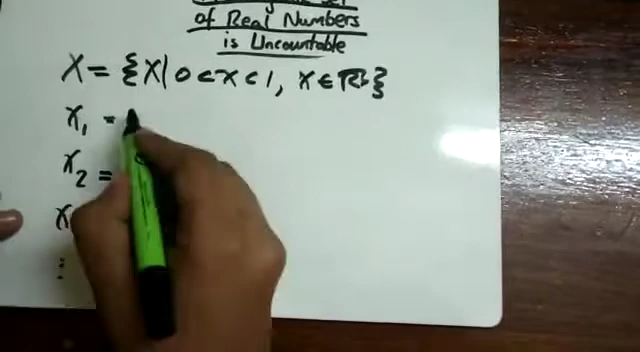 of Real Numbers
is Uncountable
X = {x | 0 < x < 1, x ∈ ℝ}
x₁ =
x₂ =
x
: